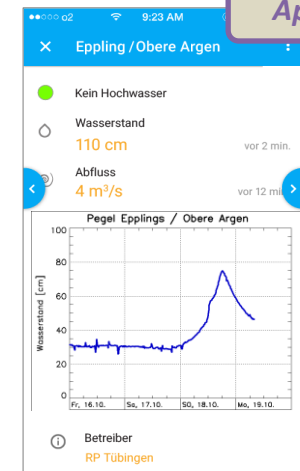 Ap
o2 9:23 AM
Eppling / Obere Argen
Kein Hochwasser
Wasserstand
110 cm
vor 2 min.
Abfluss
4 m³/s
vor 12 mi
Pegel Epplings / Obere Argen
Wasserstand [cm]
100
80
60
40
20
0
Fr, 16.10. Sa, 17.10. SO, 18.10. Mo, 19.10.
Betreiber
RP Tübingen